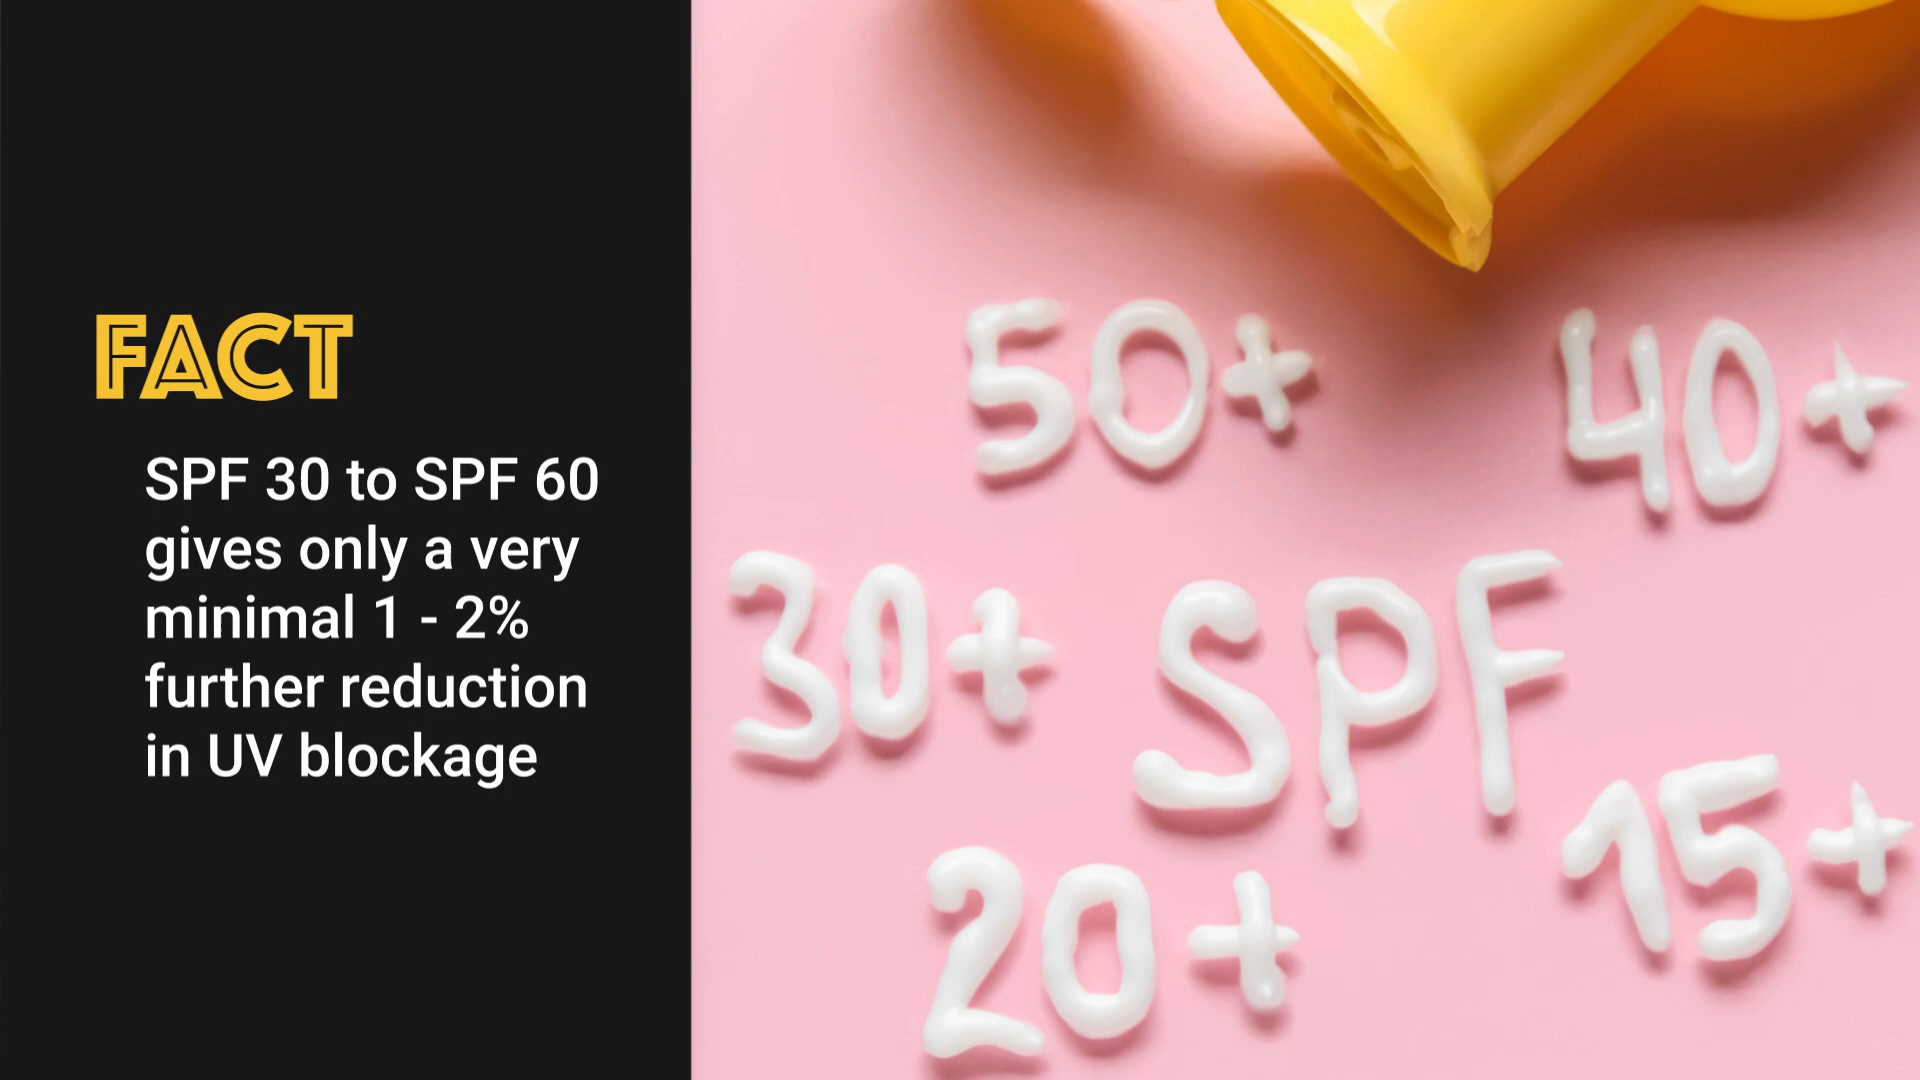 FACT
SPF 30 to SPF 60
gives only a very
minimal 1 - 2%
further reduction
in UV blockage
50+
40+
30+
SPF
15+
20+